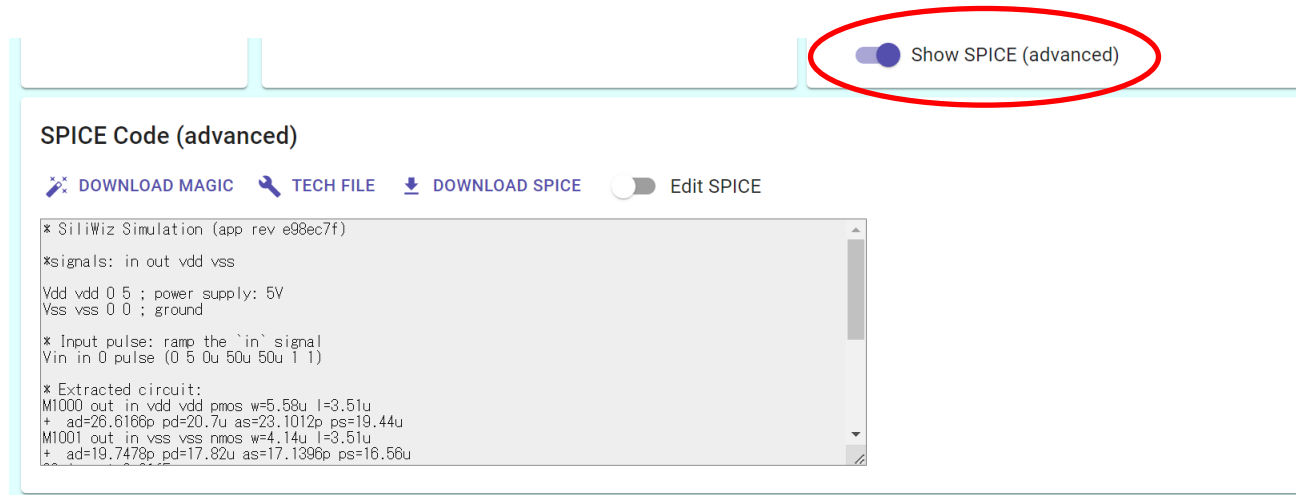 Show SPICE (advanced)
SPICE Code (advanced)
DOWNLOAD MAGIC TECH FILE DOWNLOAD SPICE Edit SPICE
* SiliWiz Simulation (app rev e98ec7f)
*signals: in out vdd vss
Vdd vdd 0 5 ; power supply: 5V
Vss vss 0 0 ; ground
* Input pulse: ramp the `in` signal
Vin in 0 pulse (0 5 0u 50u 50u 1 1)
* Extracted circuit:
M1000 out in vdd vdd pmos w=5.58u l=3.51u
+ ad=26.6166p pd=20.7u as=23.1012p ps=19.44u
M1001 out in vss vss nmos w=4.14u l=3.51u
+ ad=19.7478p pd=17.82u as=17.1396p ps=16.56u